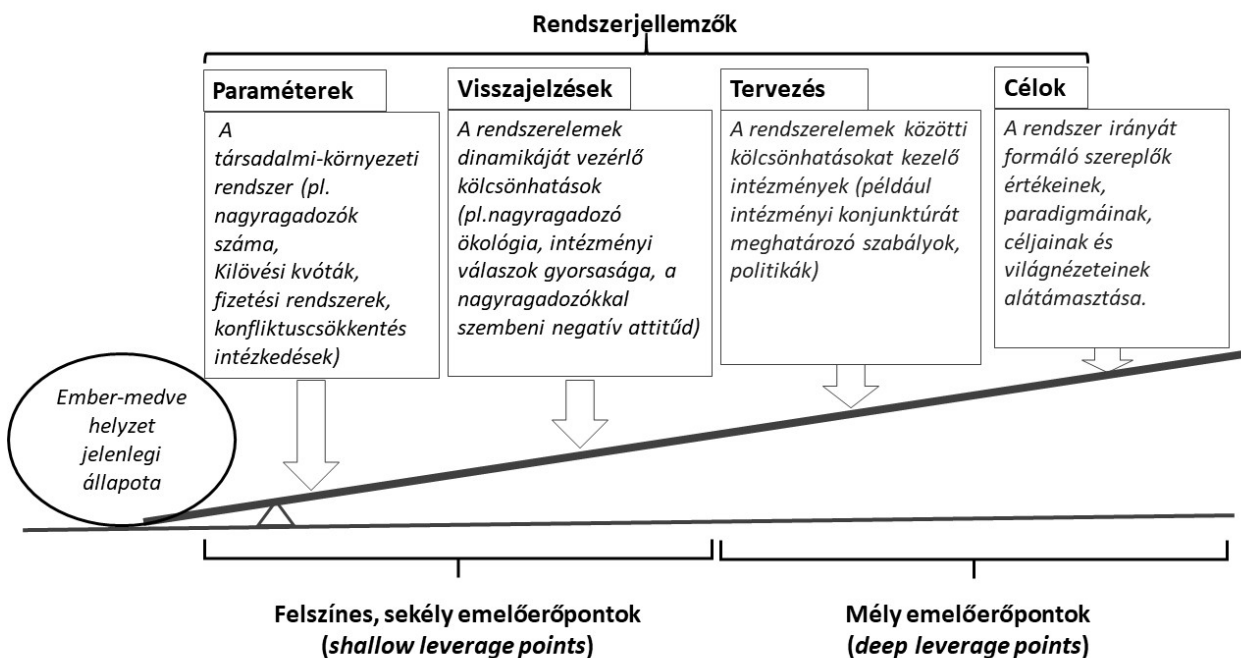 Rendszerjellemzők
Paraméterek
A
társadalmi-környezeti
rendszer (pl.
nagyragadozók
száma,
Kilövési kvóták,
fizetési rendszerek,
konfliktuscsökkentés
intézkedések)
Visszajelzések
A rendszerelemek
dinamikáját vezérlő
kölcsönhatások
(pl.nagyragadozó
ökológia, intézményi
válaszok gyorsasága, a
nagyragadozókkal
szembeni negatív attitűd)
Tervezés
A rendszerelemek közötti
kölcsönhatásokat kezelő
intézmények (például
intézményi konjunktúrát
meghatározó szabályok,
politikák)
Célok
A rendszer irányát
formáló szereplők
értékeinek,
paradigmáinak,
céljainak és
világnézeteinek
alátámasztása.
Ember-medve
helyzet
jelenlegi
állapota
Felszínes, sekély emelőerőpontok
(shallow leverage points)
Mély emelőerőpontok
(deep leverage points)